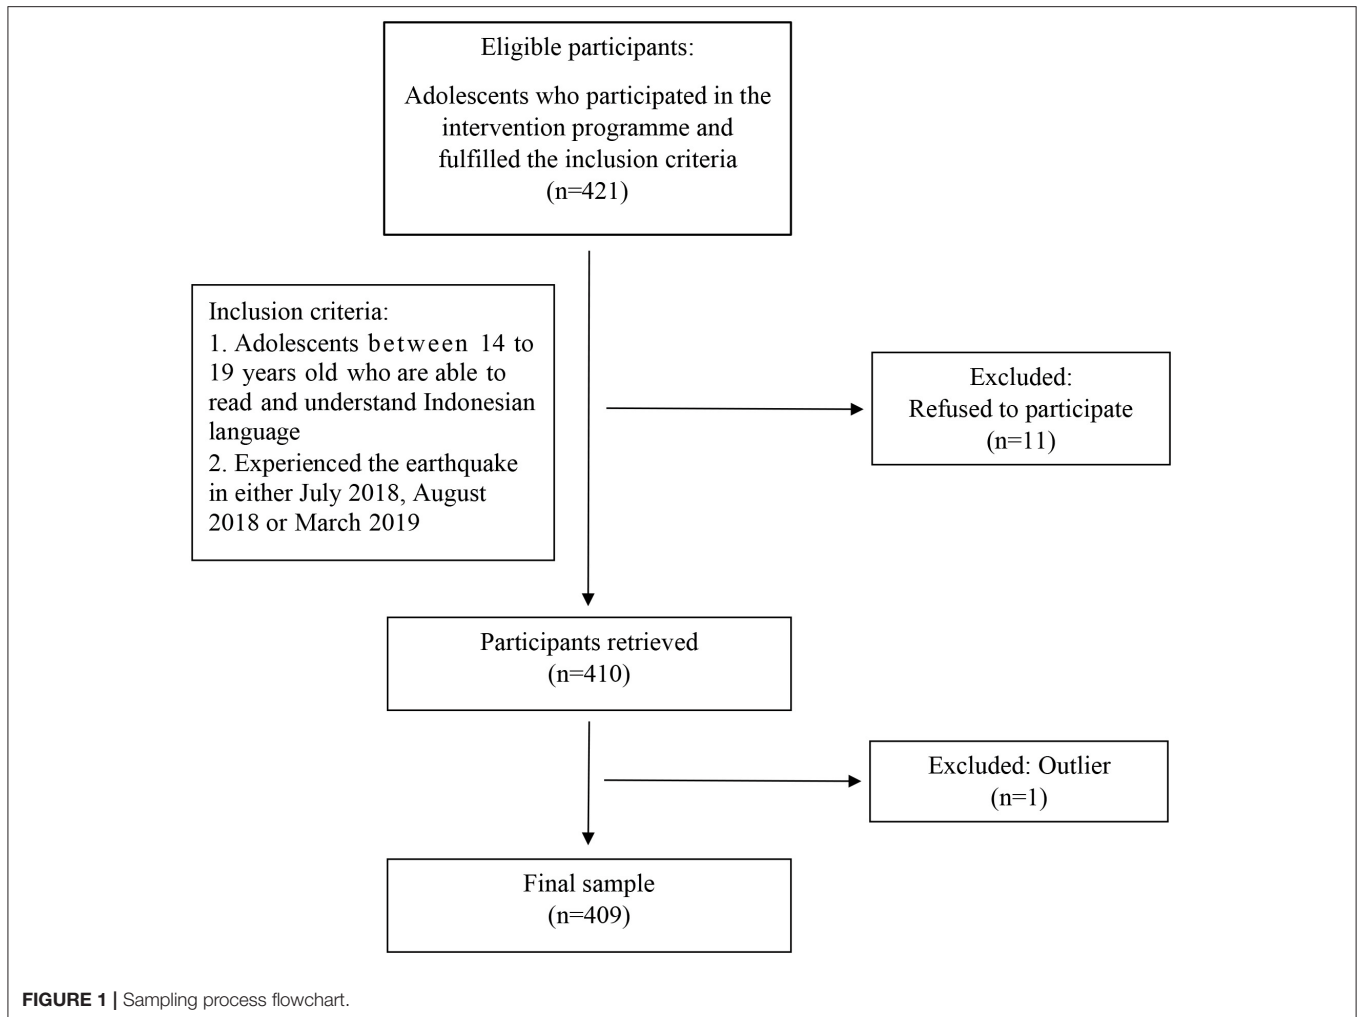 Eligible participants:
Adolescents who participated in the
intervention programme and
fulfilled the inclusion criteria
(n=421)
Inclusion criteria:
1. Adolescents between 14 to
19 years old who are able to
read and understand Indonesian
language
2. Experienced the earthquake
in either July 2018, August
2018 or March 2019
Excluded:
Refused to participate
(n=11)
Participants retrieved
(n=410)
Excluded: Outlier
(n=1)
Final sample
(n=409)
FIGURE 1 | Sampling process flowchart.